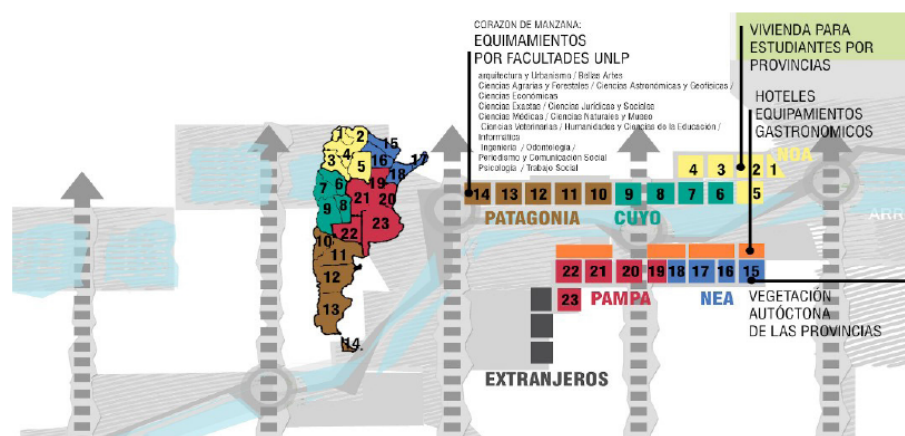 CORAZON DE MANZANA:
EQUIMAMIENTOS
POR FACULTADES UNLP
arquitectura y Urbanismo / Bellas Artes
Ciencias Agrarias y Forestales / Ciencias Astronómicas y Geofísicas /
Ciencias Económicas
Ciencias Exactas / Ciencias Jurídicas y Sociales
Ciencias Médicas / Ciencias Naturales y Museo
Ciencias Veterinarias / Humanidades y Ciencias de la Educación /
Informática
Ingeniería / Odontología /
Periodismo y Comunicación Social
Psicología / Trabajo Social
VIVIENDA PARA
ESTUDIANTES POR
PROVINCIAS
HOTELES
EQUIPAMIENTOS
GASTRONOMICOS
1 2 15
3 4 5 16 17
18
7 6 19
21 20
9 8
22 23
10
11
12
13
14
NOA
4 3 2 1
14 13 12 11 10 9 8 7 6 5
PATAGONIA CUYO
ARR
22 21 20 19 18 17 16 15
23 PAMPA NEA
VEGETACIÓN
AUTÓCTONA
DE LAS PROVINCIAS
EXTRANJEROS